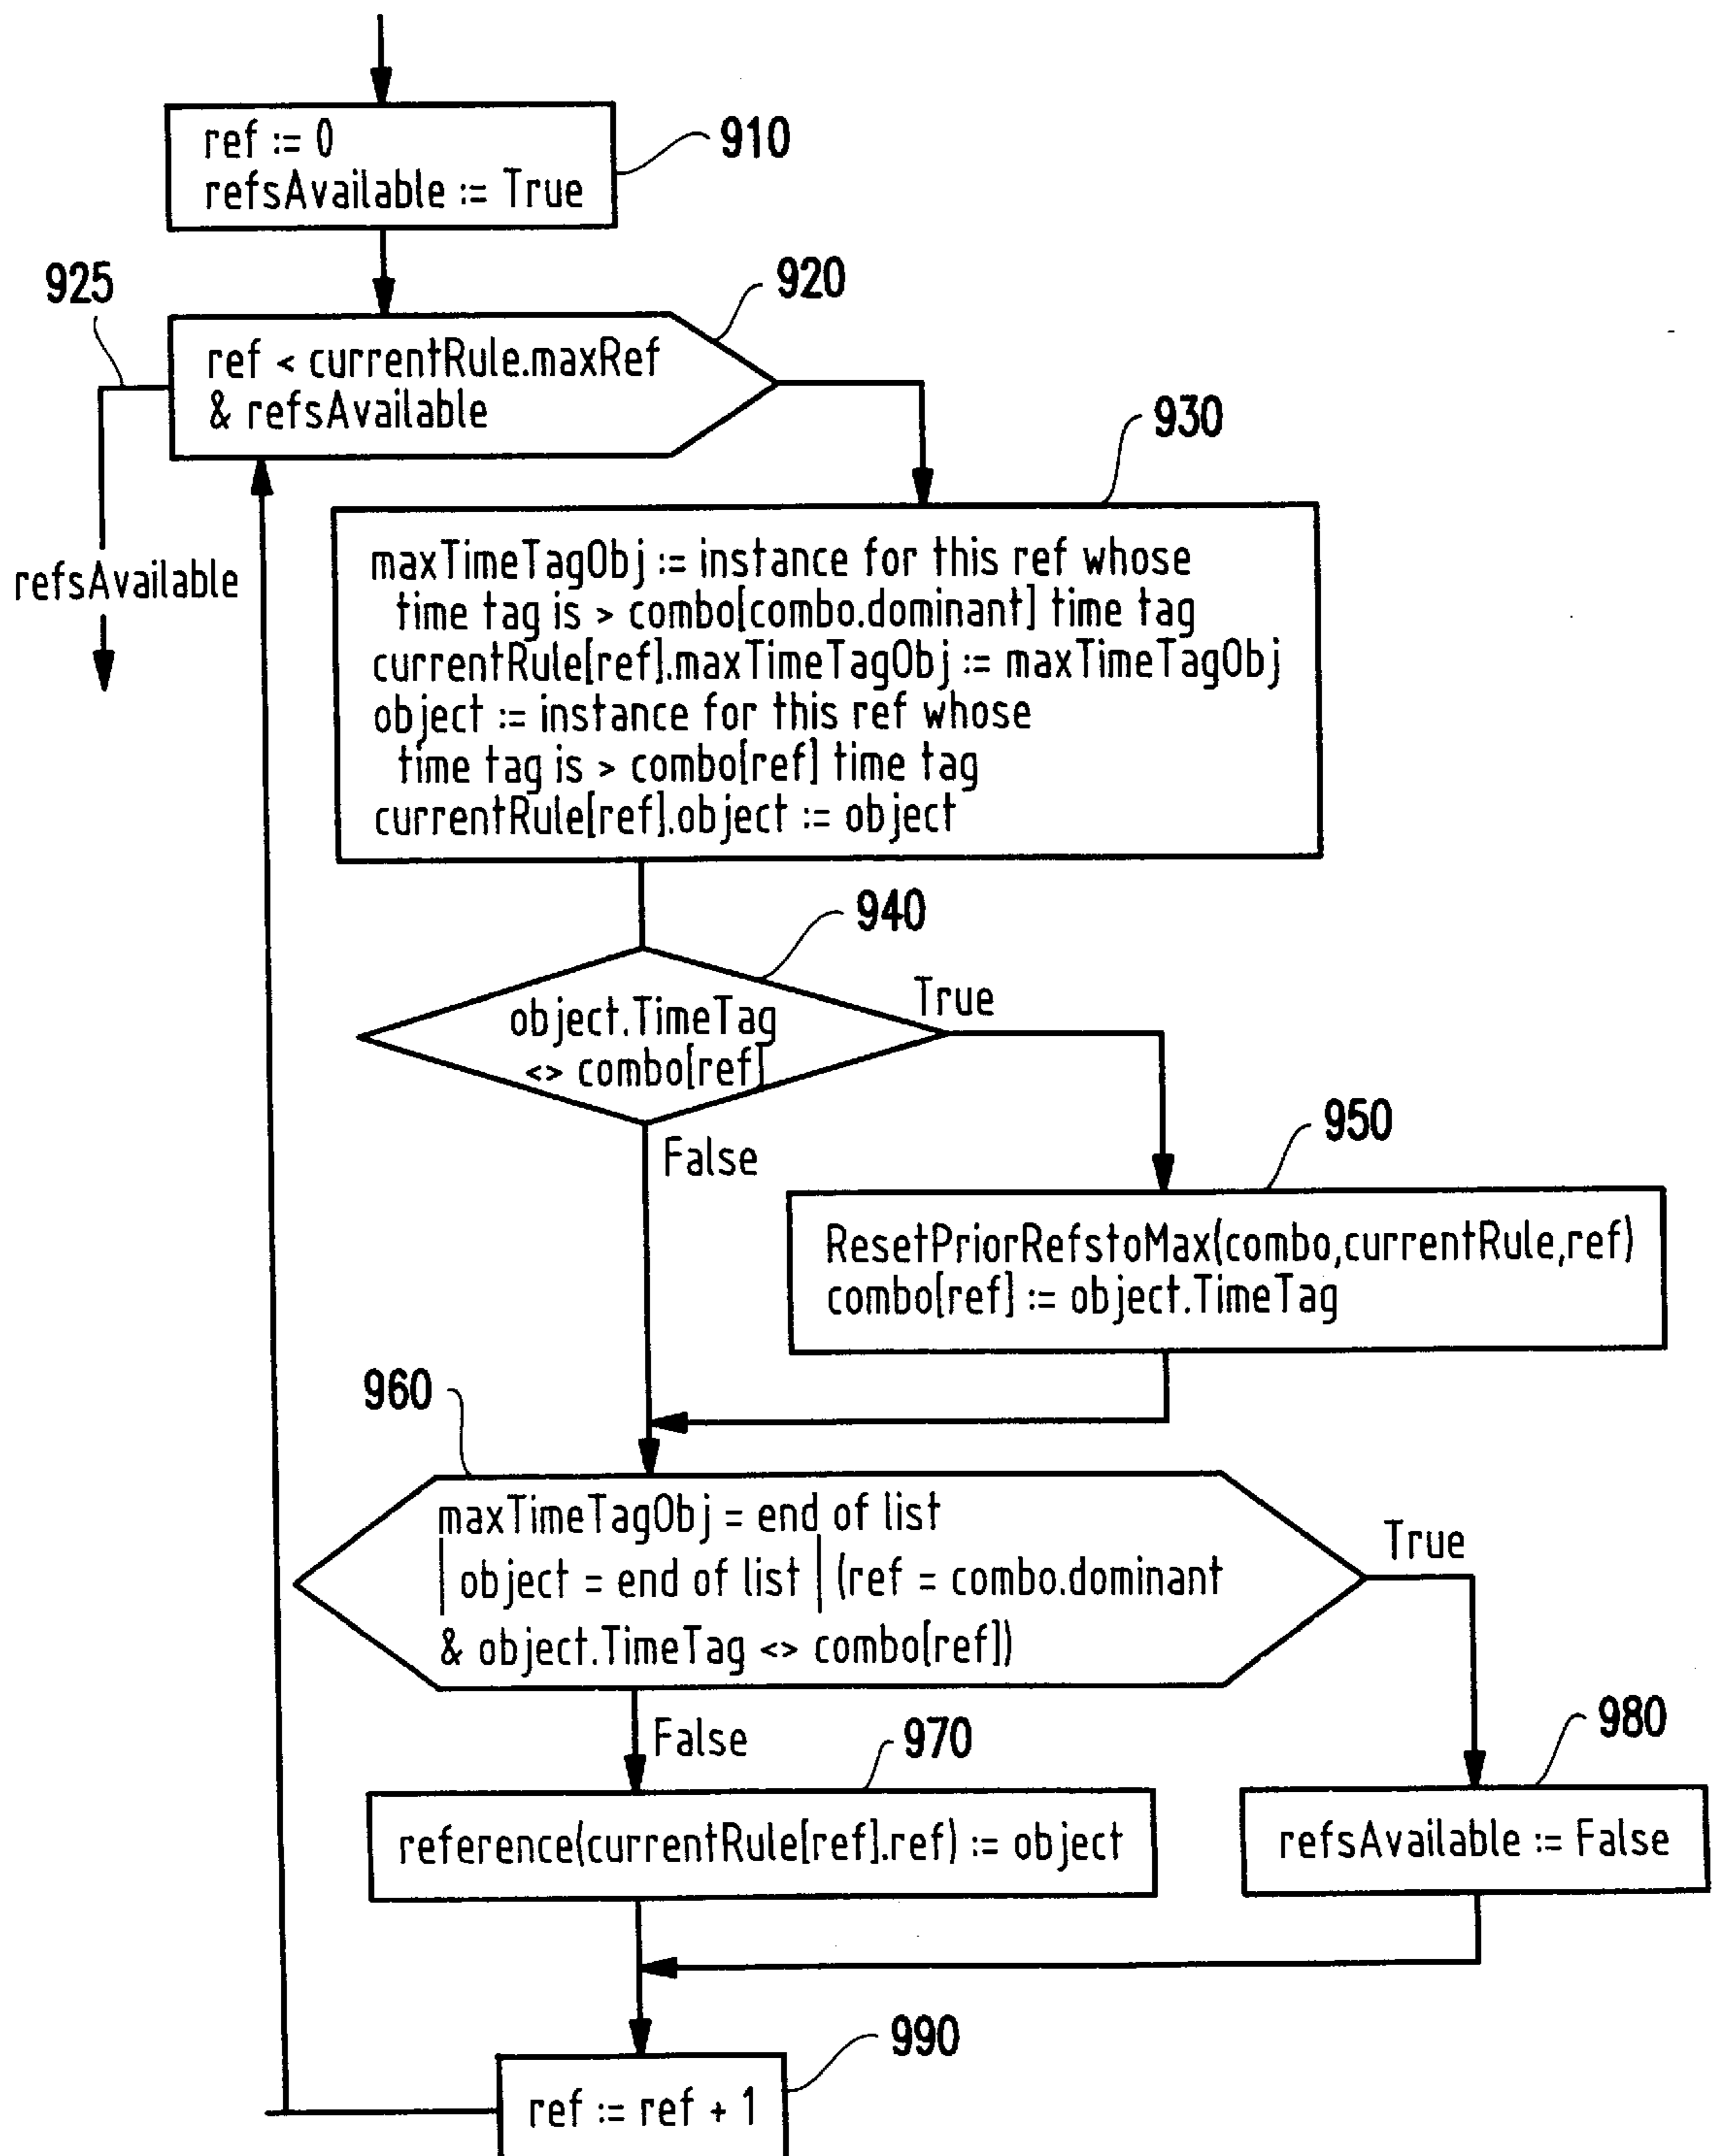 ref := 0
refsAvailable := True
910
925
920
ref < currentRule.maxRef
& refsAvailable
refsAvailable
930
maxTimeTagObj := instance for this ref whose
time tag is > combo[combo.dominant] time tag
currentRule[ref].maxTimeTagObj := maxTimeTagObj
object := instance for this ref whose
time tag is > combo[ref] time tag
currentRule[ref].object := object
940
object.TimeTag
<> combo[ref]
True
False
950
ResetPriorRefstoMax(combo,currentRule,ref)
combo[ref] := object.TimeTag
960
maxTimeTagObj = end of list
| object = end of list | (ref = combo.dominant
& object.TimeTag <> combo[ref])
True
False
970
reference(currentRule[ref].ref) := object
980
refsAvailable := False
990
ref := ref + 1